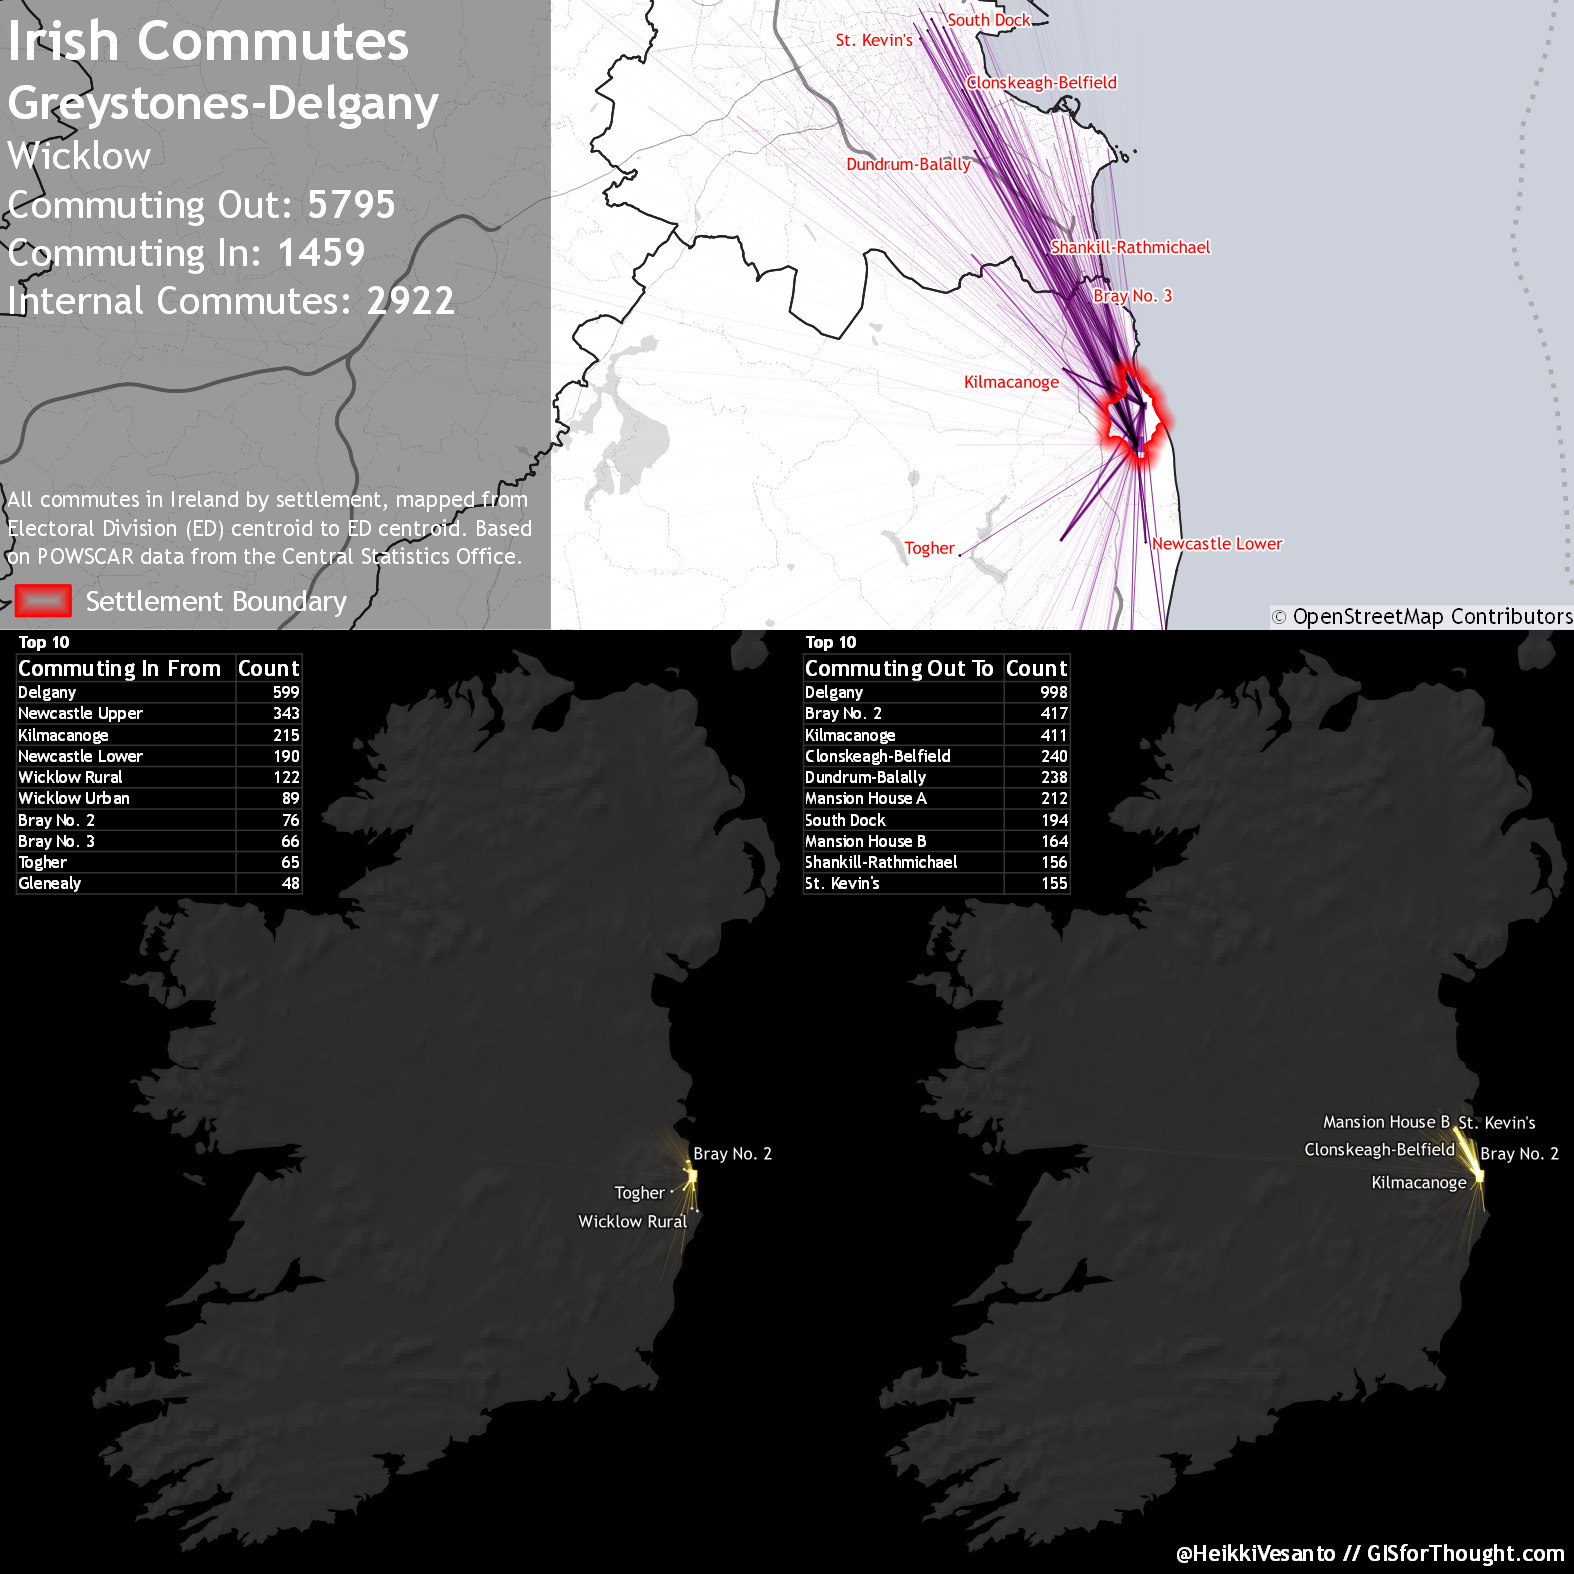 Irish Commutes
Greystones-Delgany
Wicklow
Commuting Out: 5795
Commuting In: 1459
Internal Commutes: 2922
All commutes in Ireland by settlement, mapped from
Electoral Division (ED) centroid to ED centroid. Based
on POWSCAR data from the Central Statistics Office.
Settlement Boundary
South Dock
St. Kevin's
Clonskeagh-Belfield
Dundrum-Balally
Shankill-Rathmichael
Bray No. 3
Kilmacanoge
Togher
Newcastle Lower
© OpenStreetMap Contributors
Top 10
Commuting In From Count
Delgany 599
Newcastle Upper 343
Kilmacanoge 215
Newcastle Lower 190
Wicklow Rural 122
Wicklow Urban 89
Bray No. 2 76
Bray No. 3 66
Togher 65
Glenealy 48
Bray No. 2
Togher
Wicklow Rural
Top 10
Commuting Out To Count
Delgany 998
Bray No. 2 417
Kilmacanoge 411
Clonskeagh-Belfield 240
Dundrum-Balally 238
Mansion House A 212
South Dock 194
Mansion House B 164
Shankill-Rathmichael 156
St. Kevin's 155
Mansion House B St. Kevin's
Clonskeagh-Belfield Bray No. 2
Kilmacanoge
@HeikkiVesanto // GISforThought.com